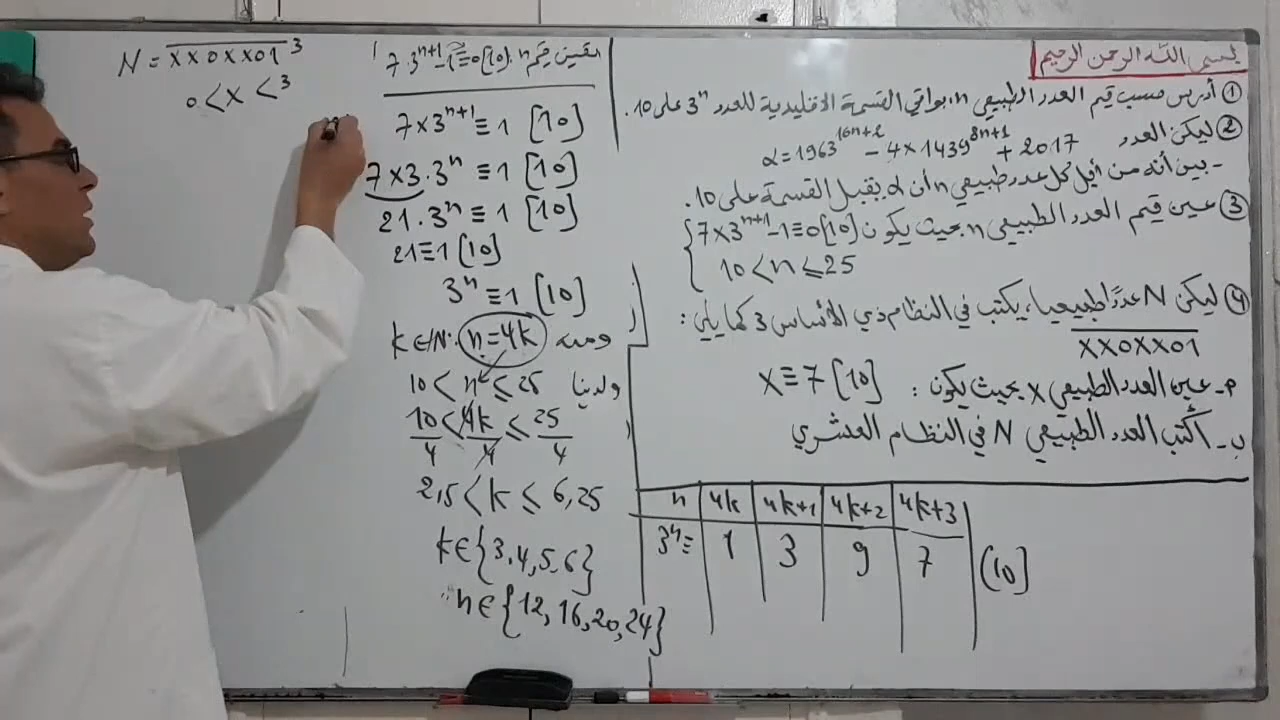 بسم الله الرحمن الرحيم
① أدرس حسب قيم العدد الطبيعي n، بواقي القسمة الاقليدية للعدد 3ⁿ على 10.
② ليكن العدد α = 1963^{16n+2} - 4×1439^{8n+1} + 2017
- بين أنه من أجل كل عدد طبيعي n أن α يقبل القسمة على 10.
③ عين قيم العدد الطبيعي n بحيث يكون { 7×3^{n+1} - 1 ≡ 0 [10]
10 < n ⩽ 25
④ ليكن N عددًا طبيعيا، يكتب في النظام ذي الأساس 3 كما يلي :
xx0xx01
م- عين العدد الطبيعي x بحيث يكون : x ≡ 7 [10]
ب- أكتب العدد الطبيعي N في النظام العشري
n | 4k | 4k+1 | 4k+2 | 4k+3
3ⁿ ≡ | 1 | 3 | 9 | 7 | [10]
قيم n. 7.3^{n+1} - 1 ≡ 0 [10]
7×3^{n+1} ≡ 1 [10]
7×3.3ⁿ ≡ 1 [10]
21.3ⁿ ≡ 1 [10]
21 ≡ 1 [10]
3ⁿ ≡ 1 [10]
ومنه n = 4k . k ∈ N
ولدينا 10 < n ⩽ 25
10/4 < 4k/4 ⩽ 25/4
2,5 < k ⩽ 6,25
k ∈ {3,4,5,6}
n ∈ {12, 16, 20, 24}
N = xx0xx01 ³
0 < x < 3